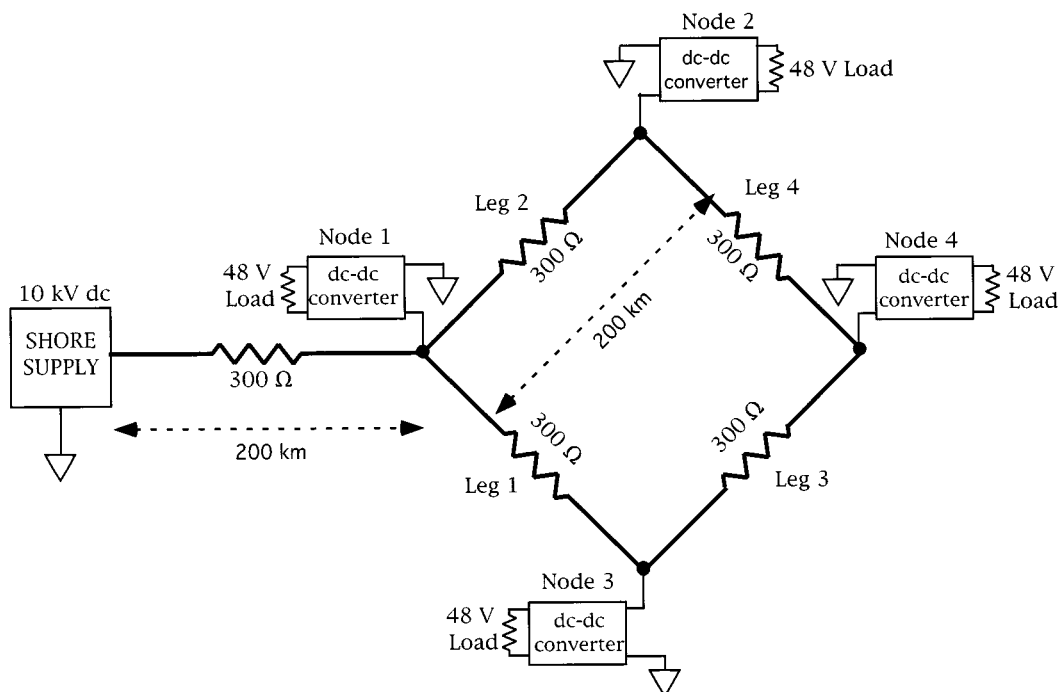 Node 2
dc-dc
converter
48 V Load
Leg 2
300 Ω
Leg 4
300 Ω
Node 1
48 V
Load
dc-dc
converter
Node 4
dc-dc
converter
48 V
Load
10 kV dc
SHORE
SUPPLY
300 Ω
200 km
200 km
300 Ω
Leg 1
300 Ω
Leg 3
Node 3
48 V
Load
dc-dc
converter